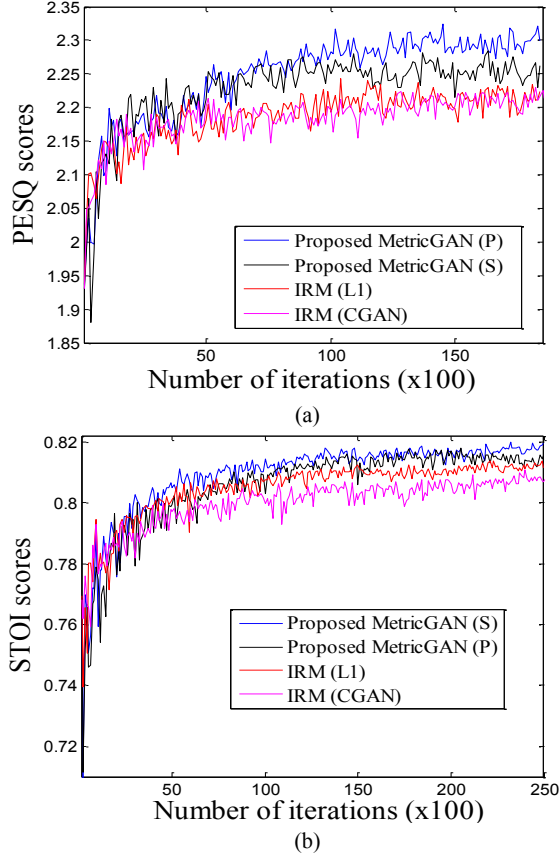 2.35
2.3
2.25
2.2
2.15
2.1
2.05
2
1.95
1.9
1.85
PESQ scores
Proposed MetricGAN (P)
Proposed MetricGAN (S)
IRM (L1)
IRM (CGAN)
50
100
150
Number of iterations (x100)
(a)
0.82
0.8
0.78
0.76
0.74
0.72
STOI scores
Proposed MetricGAN (S)
Proposed MetricGAN (P)
IRM (L1)
IRM (CGAN)
50
100
150
200
250
Number of iterations (x100)
(b)